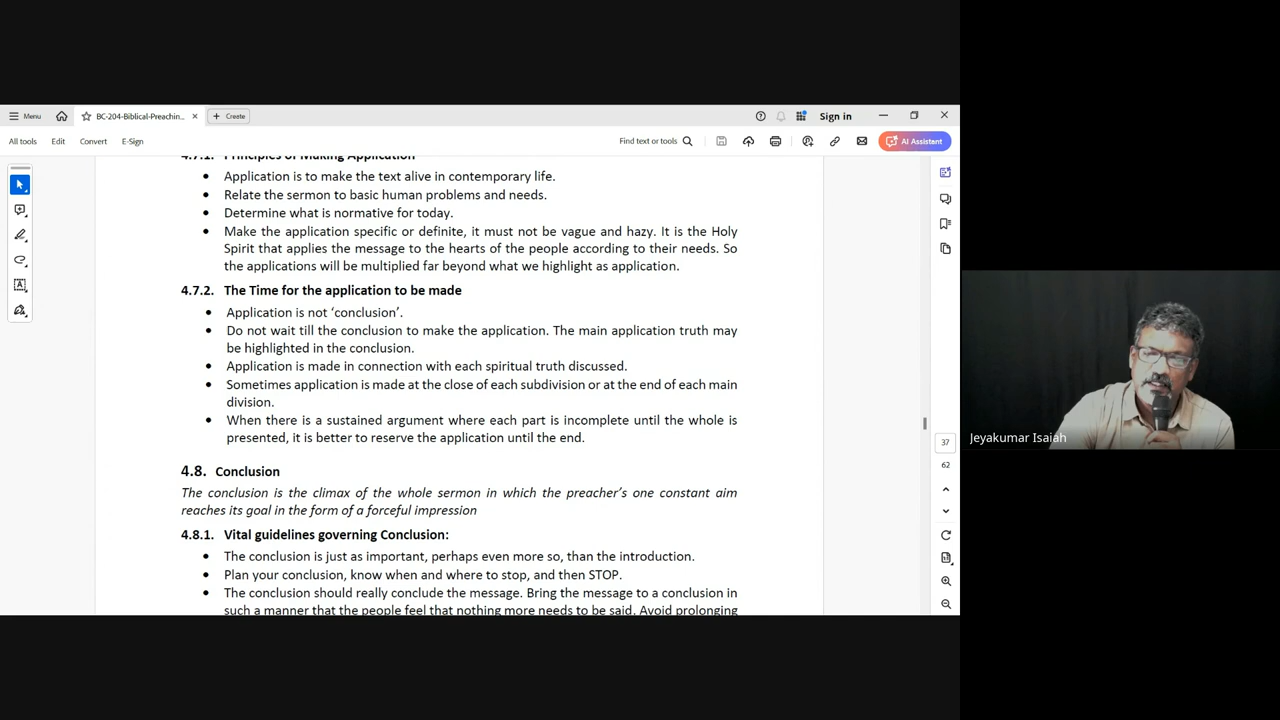 Menu
BC-204-Biblical-Preachin...
Create
Sign in
All tools
Edit
Convert
E-Sign
Find text or tools
AI Assistant
4.7.1. Principles of Making Application
• Application is to make the text alive in contemporary life.
• Relate the sermon to basic human problems and needs.
• Determine what is normative for today.
• Make the application specific or definite, it must not be vague and hazy. It is the Holy
Spirit that applies the message to the hearts of the people according to their needs. So
the applications will be multiplied far beyond what we highlight as application.
4.7.2. The Time for the application to be made
• Application is not ‘conclusion’.
• Do not wait till the conclusion to make the application. The main application truth may
be highlighted in the conclusion.
• Application is made in connection with each spiritual truth discussed.
• Sometimes application is made at the close of each subdivision or at the end of each main
division.
• When there is a sustained argument where each part is incomplete until the whole is
presented, it is better to reserve the application until the end.
4.8. Conclusion
The conclusion is the climax of the whole sermon in which the preacher’s one constant aim
reaches its goal in the form of a forceful impression
4.8.1. Vital guidelines governing Conclusion:
• The conclusion is just as important, perhaps even more so, than the introduction.
• Plan your conclusion, know when and where to stop, and then STOP.
• The conclusion should really conclude the message. Bring the message to a conclusion in
such a manner that the people feel that nothing more needs to be said. Avoid prolonging
37
62
Jeyakumar Isaiah